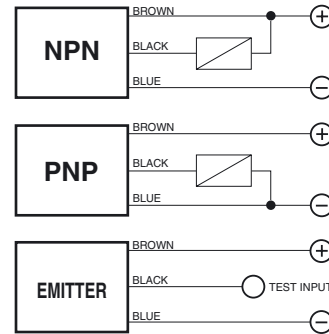 BROWN
NPN
BLACK
BLUE
BROWN
PNP
BLACK
BLUE
BROWN
EMITTER
BLACK
TEST INPUT
BLUE